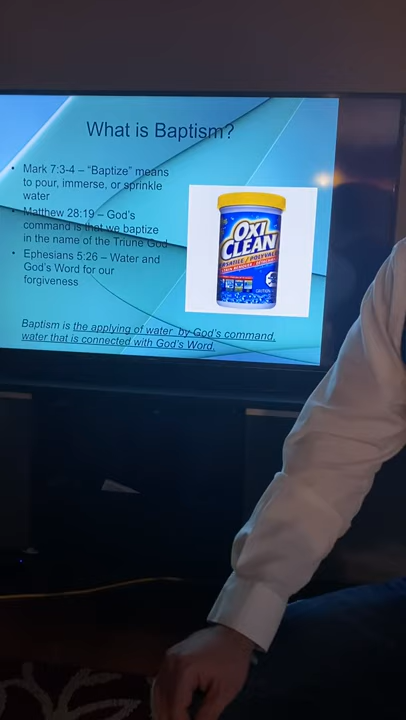 What is Baptism?
• Mark 7:3-4 – “Baptize” means
to pour, immerse, or sprinkle
water
• Matthew 28:19 – God's
command is that we baptize
in the name of the Triune God
• Ephesians 5:26 – Water and
God's Word for our
forgiveness
OXI
CLEAN
VERSATILE / POLYVALENT
Baptism is the applying of water by God's command,
water that is connected with God's Word.